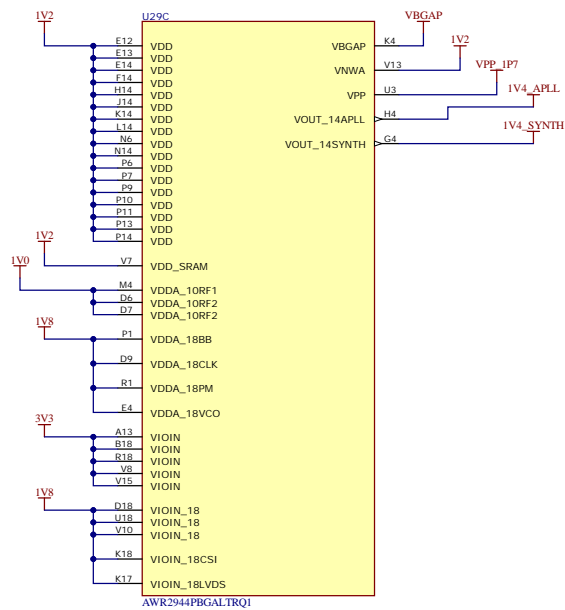 U29C
1V2
E12 VDD VBGAP K4 VBGAP
E13 VDD
E14 VDD VNWA V13 1V2
F14 VDD
H14 VDD VPP U3 VPP_1P7
J14 VDD
K14 VDD VOUT_14APLL H4 1V4_APLL
L14 VDD
N6 VDD VOUT_14SYNTH G4 1V4_SYNTH
N14 VDD
P6 VDD
P7 VDD
P9 VDD
P10 VDD
P11 VDD
P13 VDD
P14 VDD
1V2
V7 VDD_SRAM
1V0
M4 VDDA_10RF1
D6 VDDA_10RF2
D7 VDDA_10RF2
1V8
P1 VDDA_18BB
D9 VDDA_18CLK
R1 VDDA_18PM
E4 VDDA_18VCO
3V3
A13 VIOIN
B18 VIOIN
R18 VIOIN
V8 VIOIN
V15 VIOIN
1V8
D18 VIOIN_18
U18 VIOIN_18
V10 VIOIN_18
K18 VIOIN_18CSI
K17 VIOIN_18LVDS
AWR2944PBGALTRQ1